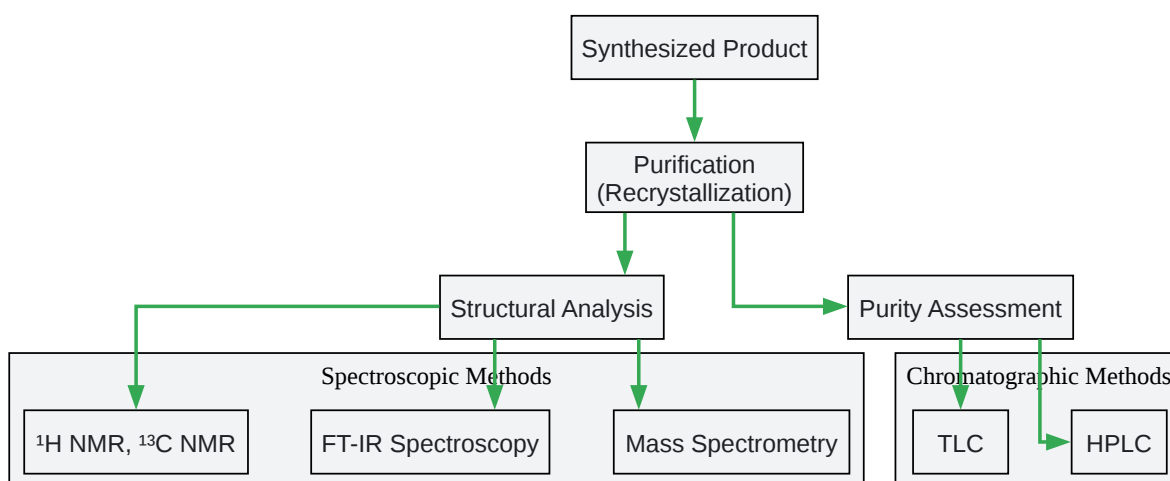 Synthesized Product
Purification
(Recrystallization)
Structural Analysis
Purity Assessment
Spectroscopic Methods
Chromatographic Methods
¹H NMR, ¹³C NMR
FT-IR Spectroscopy
Mass Spectrometry
TLC
HPLC